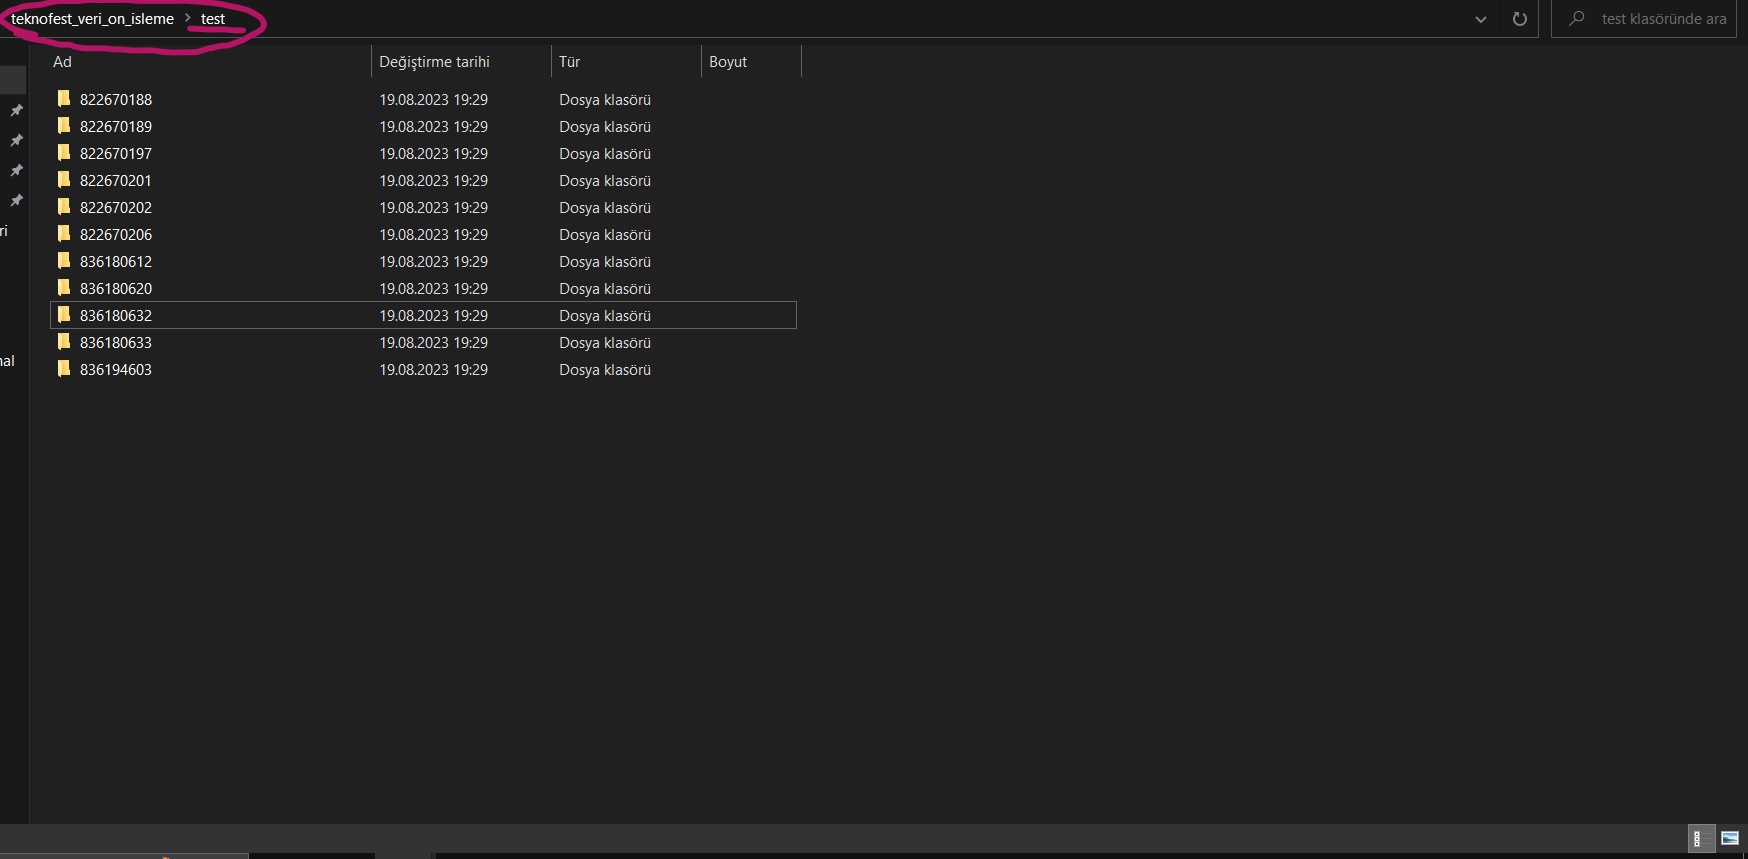 teknofest_veri_on_isleme > test
test klasöründe ara
Ad Değiştirme tarihi Tür Boyut
822670188 19.08.2023 19:29 Dosya klasörü
822670189 19.08.2023 19:29 Dosya klasörü
822670197 19.08.2023 19:29 Dosya klasörü
822670201 19.08.2023 19:29 Dosya klasörü
822670202 19.08.2023 19:29 Dosya klasörü
822670206 19.08.2023 19:29 Dosya klasörü
ri
836180612 19.08.2023 19:29 Dosya klasörü
836180620 19.08.2023 19:29 Dosya klasörü
836180632 19.08.2023 19:29 Dosya klasörü
836180633 19.08.2023 19:29 Dosya klasörü
nal
836194603 19.08.2023 19:29 Dosya klasörü